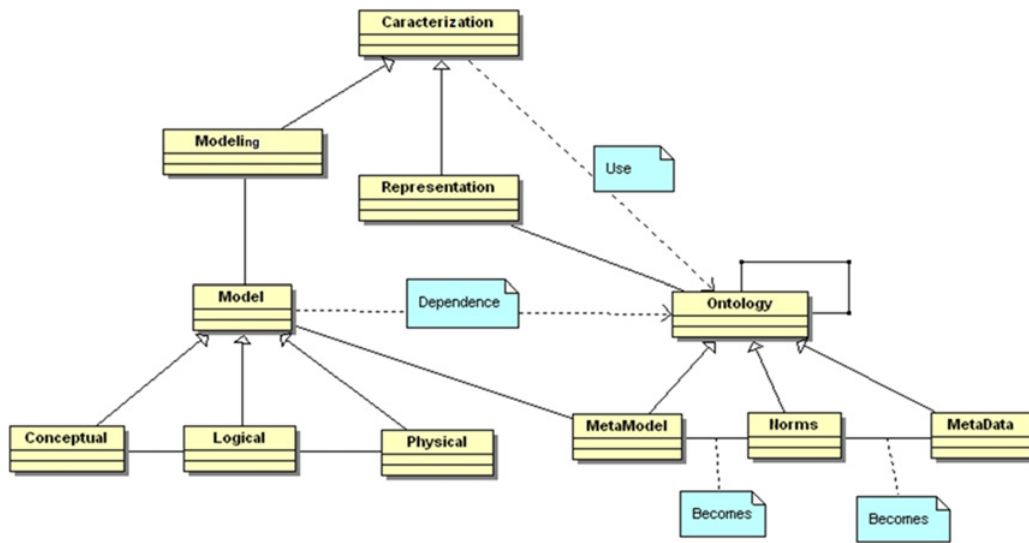 Caracterization
Modeling
Use
Representation
Model
Dependence
Ontology
Conceptual
Logical
Physical
MetaModel
Norms
MetaData
Becomes
Becomes